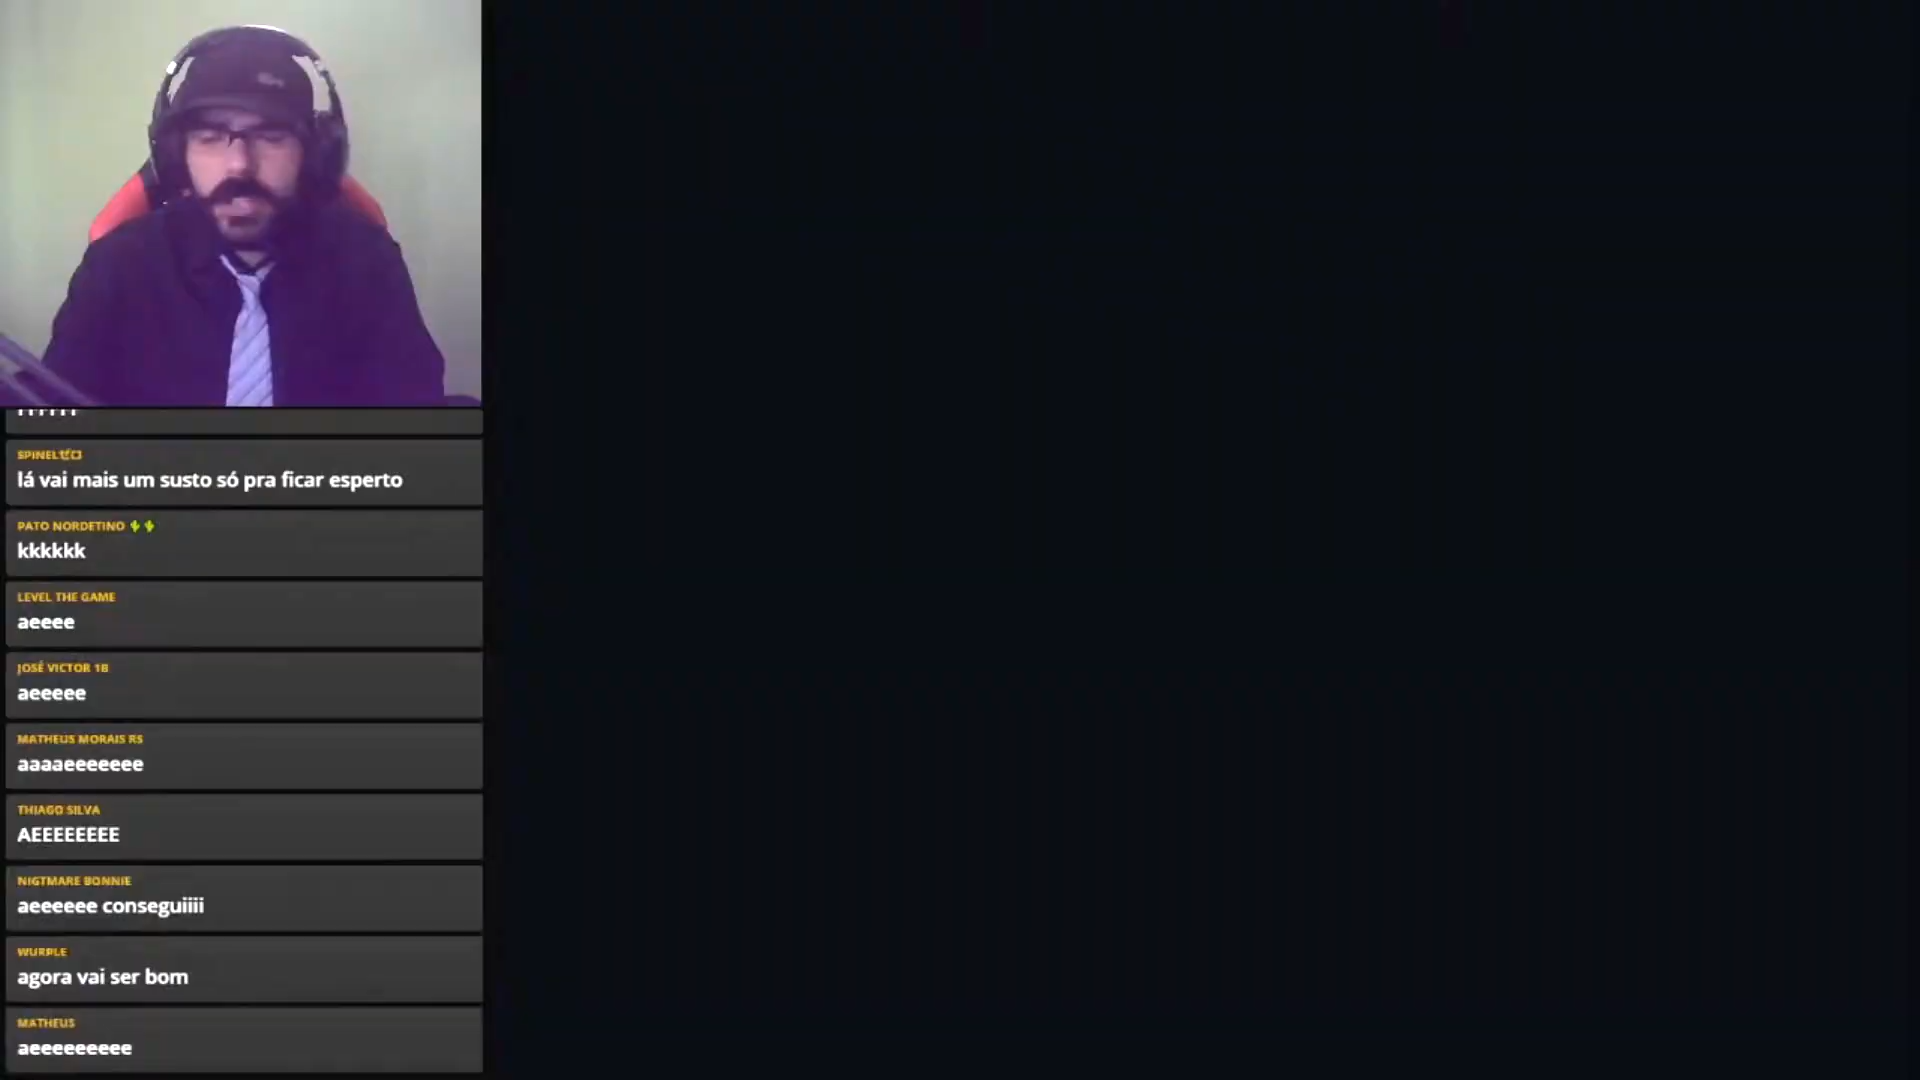 SPINEL
lá vai mais um susto só pra ficar esperto
PATO NORDETINO
kkkkkk
LEVEL THE GAME
aeeee
JOSÉ VICTOR 18
aeeeee
MATHEUS MORAIS RS
aaaaeeeeeee
THIAGO SILVA
AEEEEEEEE
NIGTMARE BONNIE
aeeeeee conseguiiii
WURPLE
agora vai ser bom
MATHEUS
aeeeeeeeeee